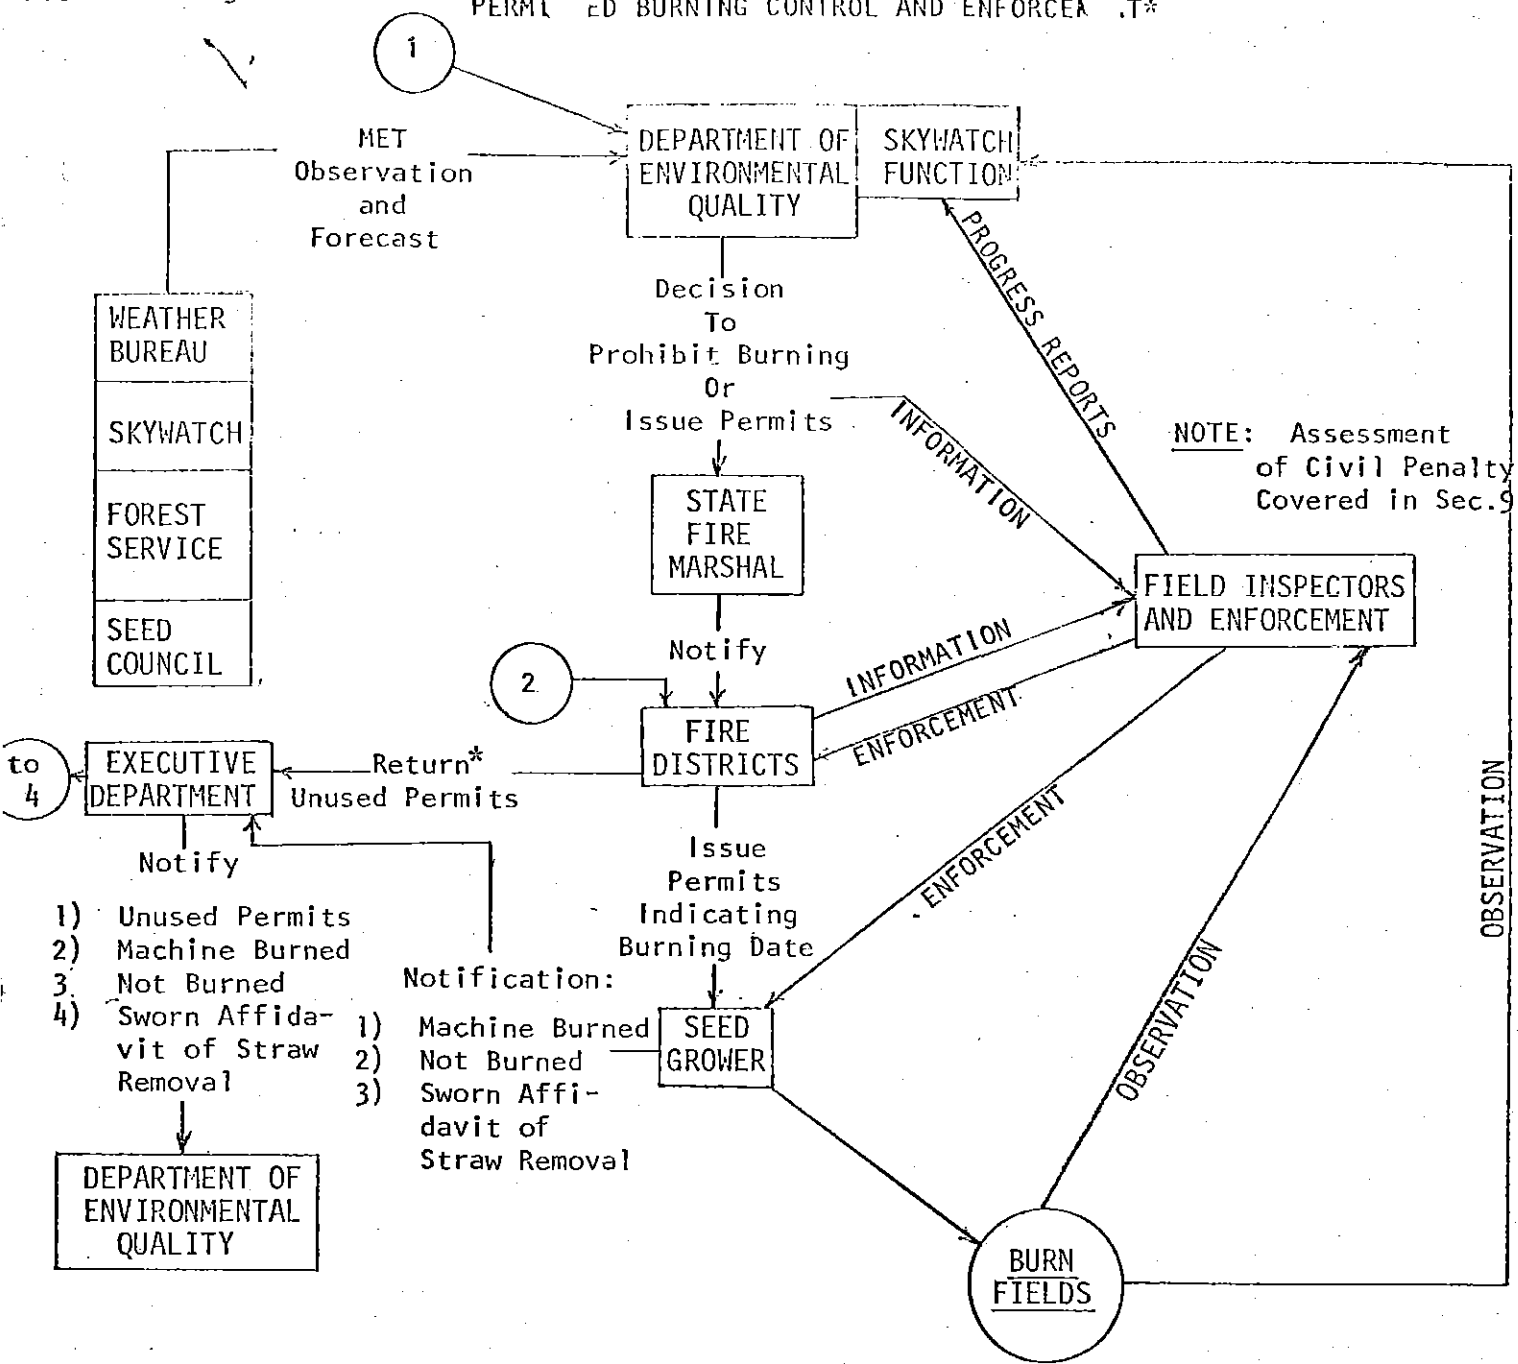 BURNING CONTROL AND
1
MET
Observation
and
Forecast
DEPARTMENT OF
ENVIRONMENTAL
QUALITY
SKYWATCH
FUNCTION
WEATHER
BUREAU
SKYWATCH
FOREST
SERVICE
SEED
COUNCIL
Decision
To
Prohibit Burning
Or
Issue Permits
PROGRESS REPORTS
INFORMATION
NOTE: Assessment
of Civil Penalty
Covered in Sec.9
STATE
FIRE
MARSHAL
FIELD INSPECTORS
AND ENFORCEMENT
Notify
2
INFORMATION
ENFORCEMENT
FIRE
DISTRICTS
to
4
EXECUTIVE
DEPARTMENT
Return*
Unused Permits
Notify
1) Unused Permits
2) Machine Burned
3. Not Burned
4) Sworn Affida-
vit of Straw
Removal
Issue
Permits
Indicating
Burning Date
ENFORCEMENT
OBSERVATION
OBSERVATION
Notification:
1) Machine Burned
2) Not Burned
3) Sworn Affi-
davit of
Straw Removal
SEED
GROWER
DEPARTMENT OF
ENVIRONMENTAL
QUALITY
BURN
FIELDS